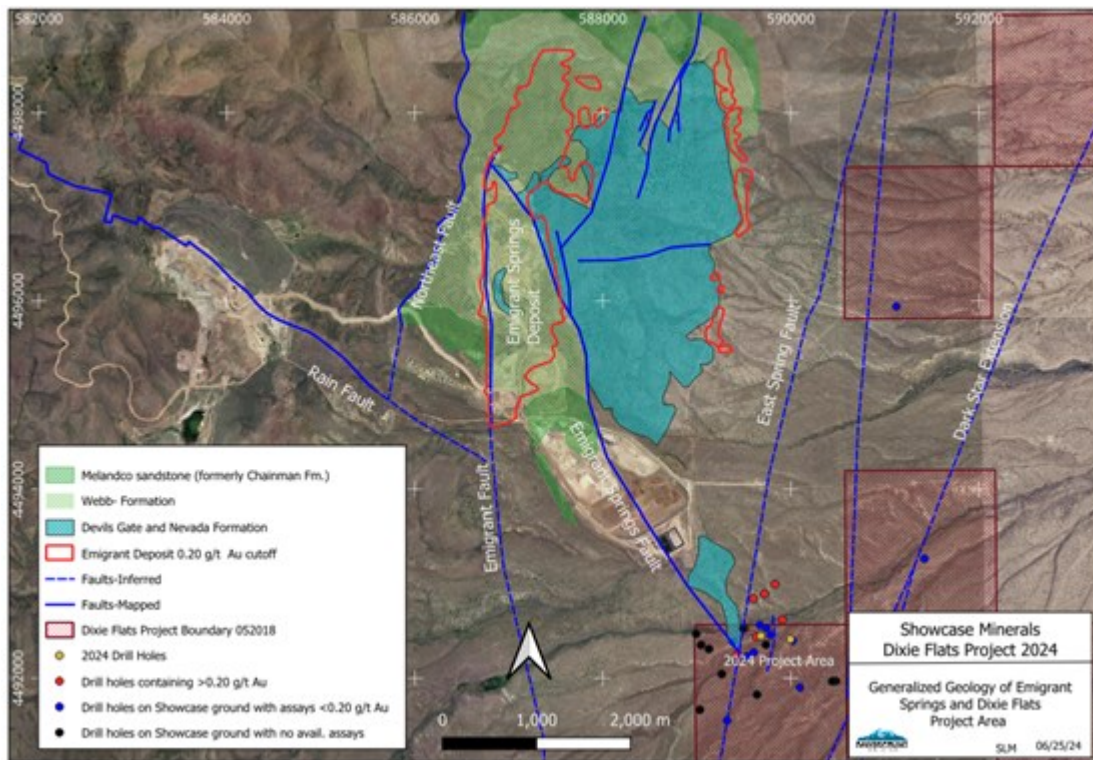 582000
584000
586000
588000
590000
592000
4498000
4496000
4494000
4492000
4498000
4496000
4494000
4492000
Northeast Fault
Emigrant Springs
Deposit
Rain Fault
East Spring Fault
Dark Star Extension
Emigrant Fault
Emigrant Springs Fault
2024 Project Area
Melandco sandstone (formerly Chainman Fm.)
Webb- Formation
Devils Gate and Nevada Formation
Emigrant Deposit 0.20 g/t Au cutoff
Faults-Inferred
Faults-Mapped
Dixie Flats Project Boundary 052018
2024 Drill Holes
Drill holes containing >0.20 g/t Au
Drill holes on Showcase ground with assays <0.20 g/t Au
Drill holes on Showcase ground with no avail. assays
0 1,000 2,000 m
Showcase Minerals
Dixie Flats Project 2024
Generalized Geology of Emigrant
Springs and Dixie Flats
Project Area
SLM 06/25/24